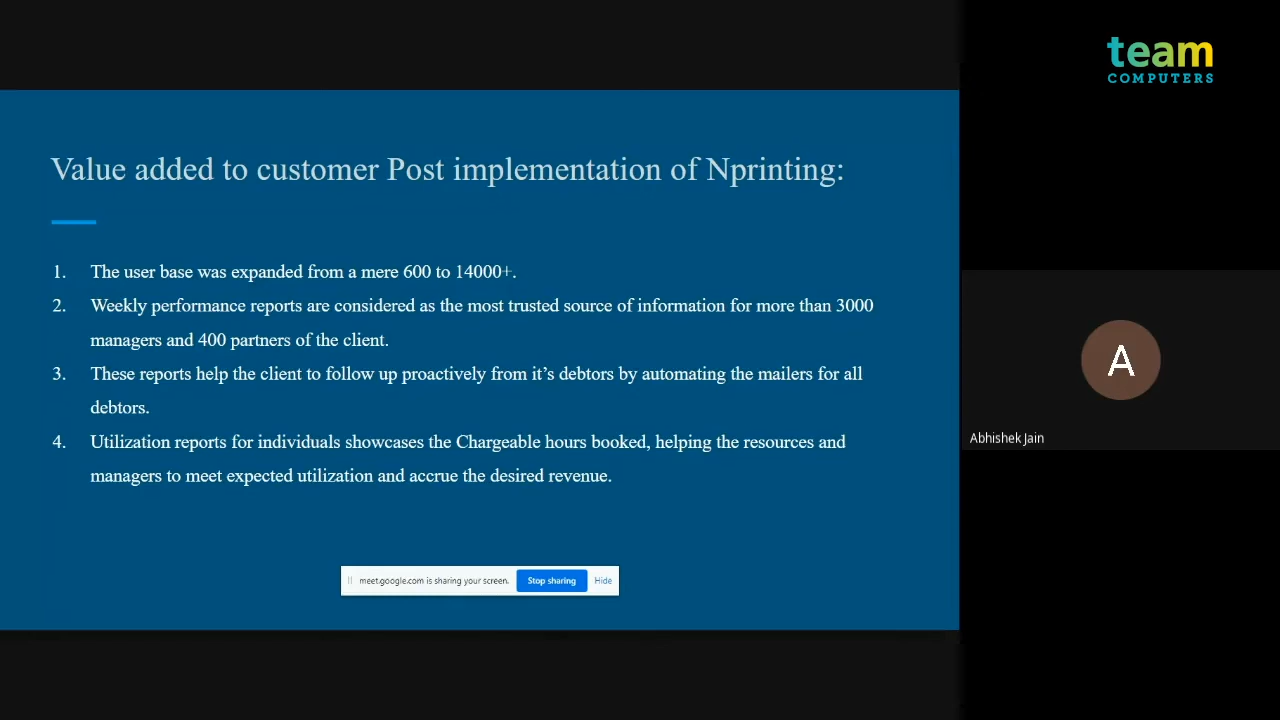 team
COMPUTERS
Value added to customer Post implementation of Nprinting:
1. The user base was expanded from a mere 600 to 14000+.
2. Weekly performance reports are considered as the most trusted source of information for more than 3000
managers and 400 partners of the client.
3. These reports help the client to follow up proactively from it’s debtors by automating the mailers for all
debtors.
4. Utilization reports for individuals showcases the Chargeable hours booked, helping the resources and
managers to meet expected utilization and accrue the desired revenue.
meet.google.com is sharing your screen. Stop sharing Hide
A
Abhishek Jain